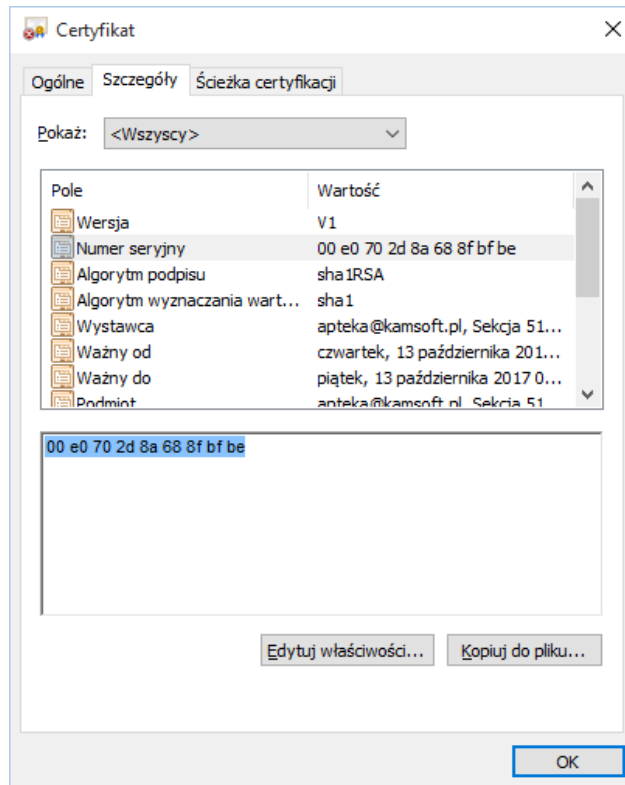 Certyfikat
Ogólne Szczegóły Ścieżka certyfikacji
Pokaż: <Wszyscy>
Pole Wartość
Wersja V1
Numer seryjny 00 e0 70 2d 8a 68 8f bf be
Algorytm podpisu sha1RSA
Algorytm wyznaczania wart... sha1
Wystawca apteka@kamsoft.pl, Sekcja 51...
Ważny od czwartek, 13 października 201...
Ważny do piątek, 13 października 2017 0...
Podmiot apteka@kamsoft.pl, Sekcja 51
00 e0 70 2d 8a 68 8f bf be
Edytuj właściwości... Kopiuj do pliku...
OK